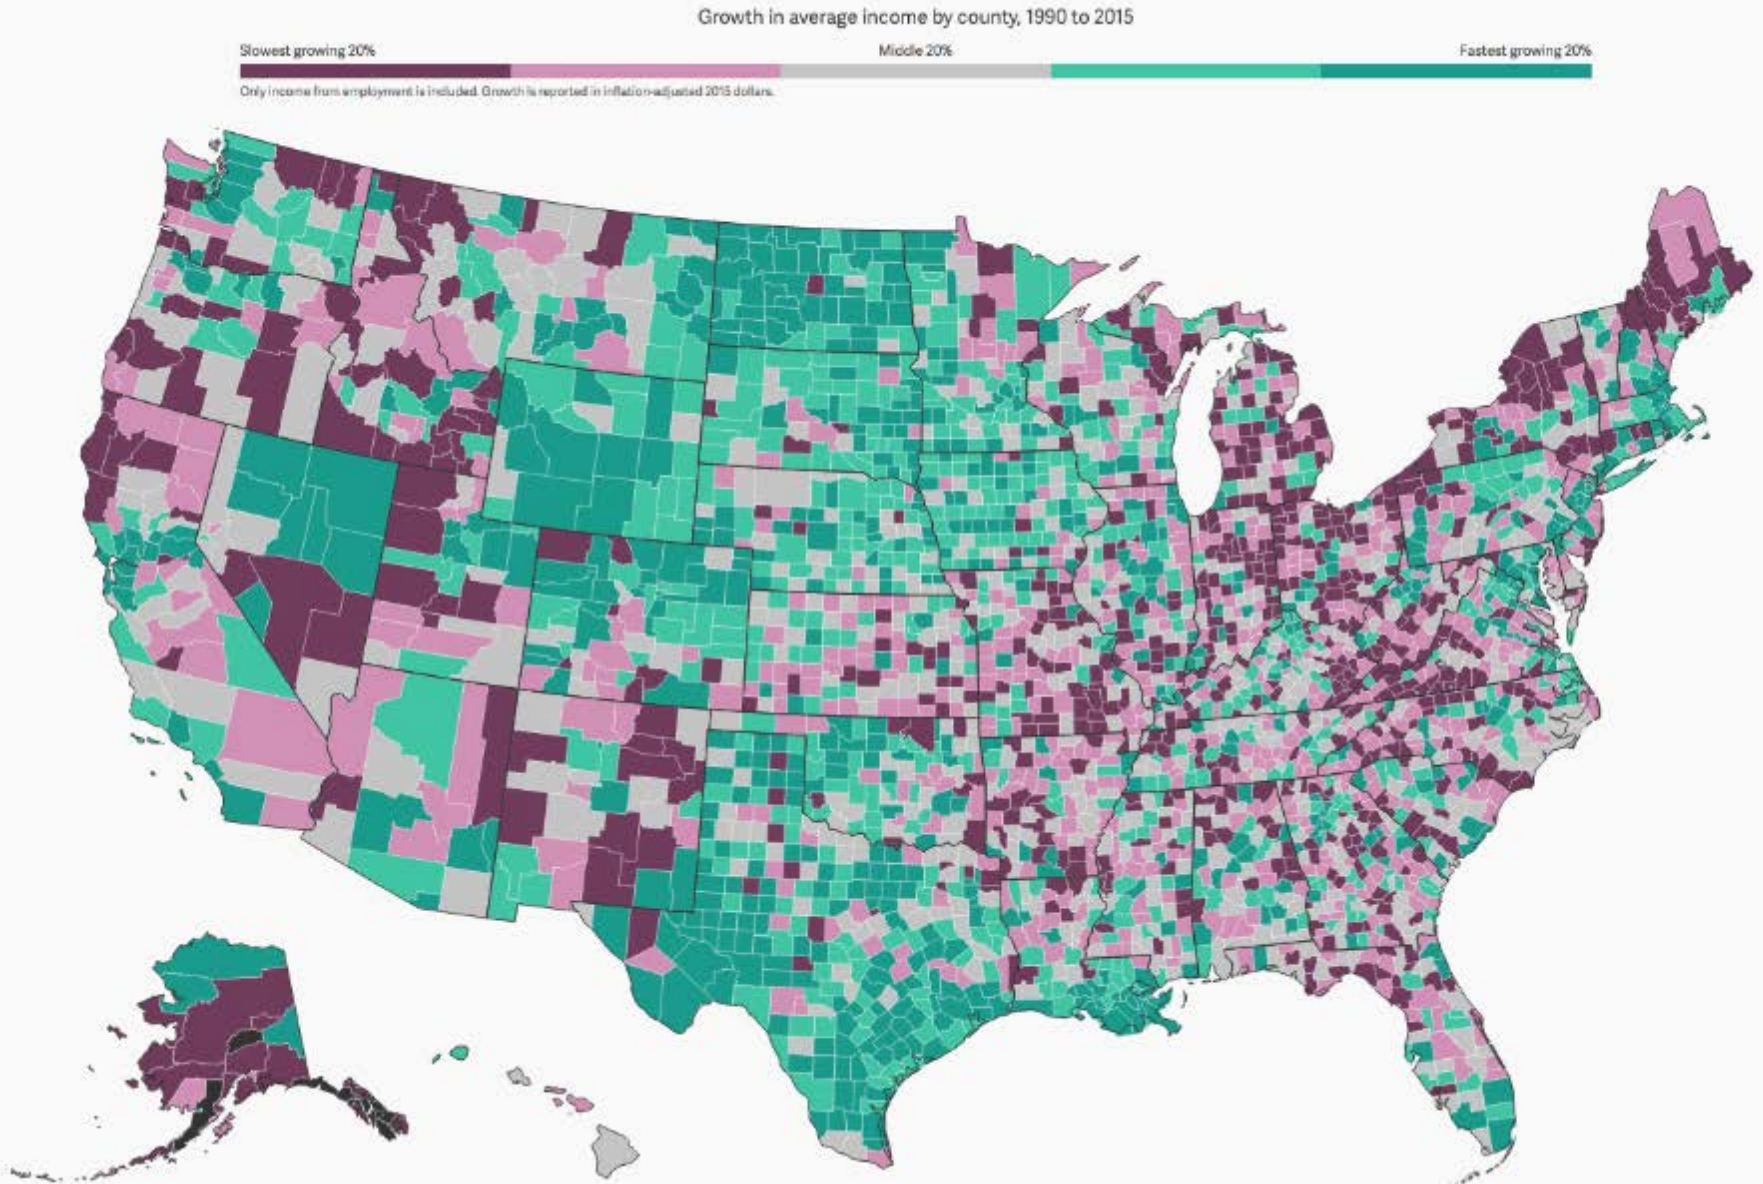 Growth in average income by county, 1990 to 2015
Slowest growing 20% Middle 20% Fastest growing 20%
Only income from employment is included. Growth is reported in inflation-adjusted 2015 dollars.